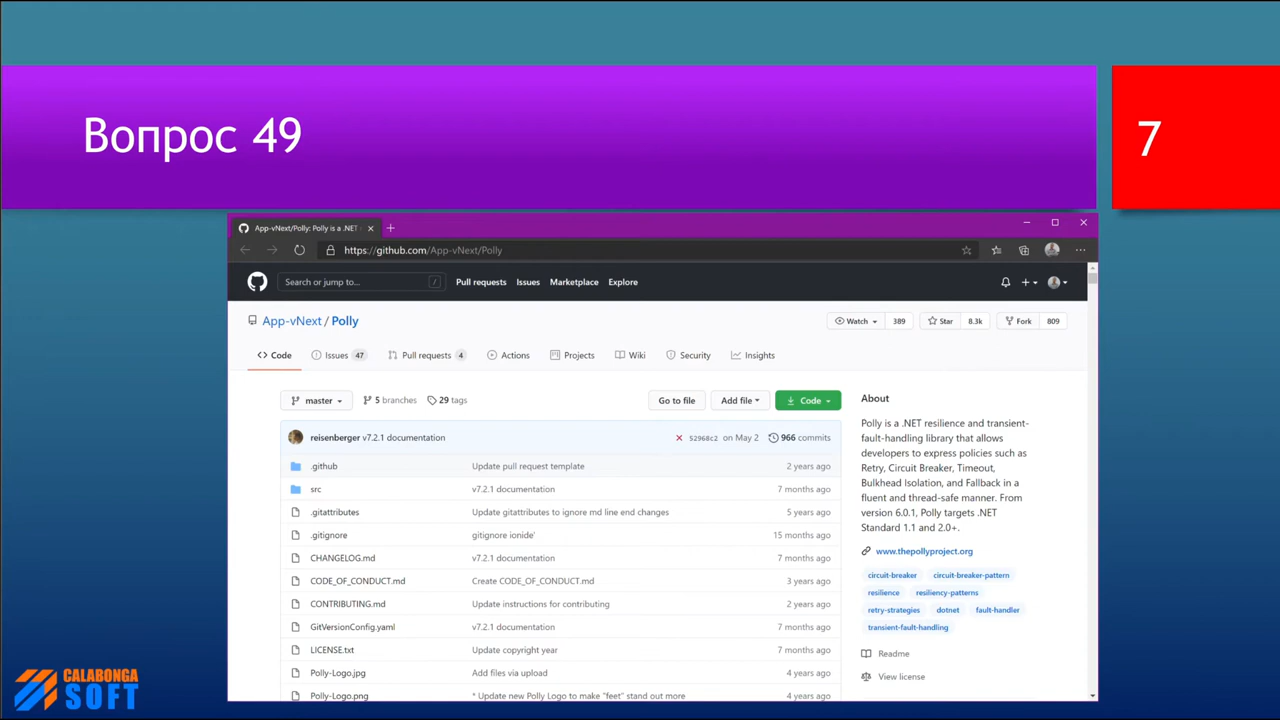 Вопрос 49
7
App-vNext/Polly: Polly is a .NET
https://github.com/App-vNext/Polly
Search or jump to... /
Pull requests Issues Marketplace Explore
App-vNext / Polly
Watch 389 Star 8.3k Fork 809
Code Issues 47 Pull requests 4 Actions Projects Wiki Security Insights
master 5 branches 29 tags Go to file Add file Code
reisenberger v7.2.1 documentation 52968c2 on May 2 966 commits
.github Update pull request template 2 years ago
src v7.2.1 documentation 7 months ago
.gitattributes Update gitattributes to ignore md line end changes 5 years ago
.gitignore gitignore ionide' 15 months ago
CHANGELOG.md v7.2.1 documentation 7 months ago
CODE_OF_CONDUCT.md Create CODE_OF_CONDUCT.md 3 years ago
CONTRIBUTING.md Update instructions for contributing 2 years ago
GitVersionConfig.yaml v7.2.1 documentation 7 months ago
LICENSE.txt Update copyright year 7 months ago
Polly-Logo.jpg Add files via upload 4 years ago
Polly-Logo.png * Update new Polly Logo to make "feet" stand out more 4 years ago
About
Polly is a .NET resilience and transient-
fault-handling library that allows
developers to express policies such as
Retry, Circuit Breaker, Timeout,
Bulkhead Isolation, and Fallback in a
fluent and thread-safe manner. From
version 6.0.1, Polly targets .NET
Standard 1.1 and 2.0+.
www.thepollyproject.org
circuit-breaker circuit-breaker-pattern
resilience resiliency-patterns
retry-strategies dotnet fault-handler
transient-fault-handling
Readme
View license
CALABONGA
SOFT